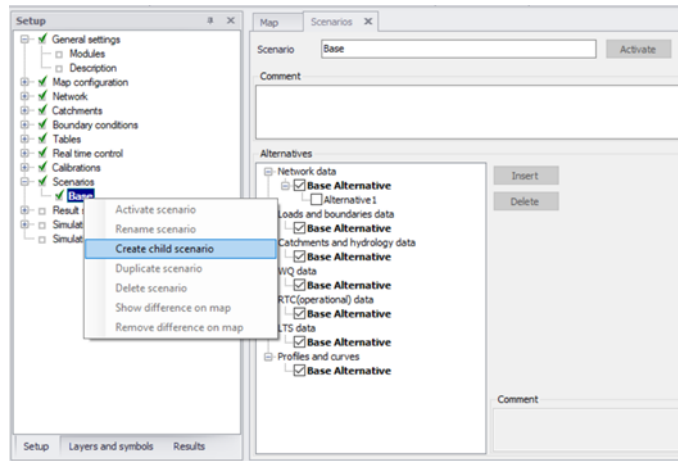 Setup
General settings
Modules
Description
Map configuration
Network
Catchments
Boundary conditions
Tables
Real time control
Calibrations
Scenarios
Base
Result
Simulat
Simulat
Activate scenario
Rename scenario
Create child scenario
Duplicate scenario
Delete scenario
Show difference on map
Remove difference on map
Setup Layers and symbols Results
Map Scenarios
Scenario Base Activate
Comment
Alternatives
Network data
Base Alternative
Alternative1
Loads and boundaries data
Base Alternative
Catchments and hydrology data
Base Alternative
WQ data
Base Alternative
RTC(operational) data
Base Alternative
LTS data
Base Alternative
Profiles and curves
Base Alternative
Insert
Delete
Comment